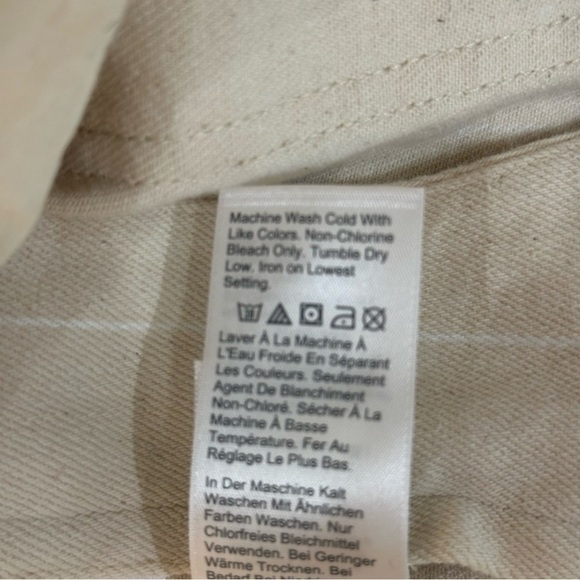 Machine Wash Cold With
Like Colors. Non-Chlorine
Bleach Only. Tumble Dry
Low. Iron on Lowest
Setting.
Laver À La Machine À
L'Eau Froide En Séparant
Les Couleurs. Seulement
Agent De Blanchiment
Non-Chloré. Sécher À La
Machine À Basse
Température. Fer Au
Réglage Le Plus Bas.
In Der Maschine Kalt
Waschen Mit Ähnlichen
Farben Waschen. Nur
Chlorfreies Bleichmittel
Verwenden. Bei Geringer
Wärme Trocknen. Bei
Bedarf Bei